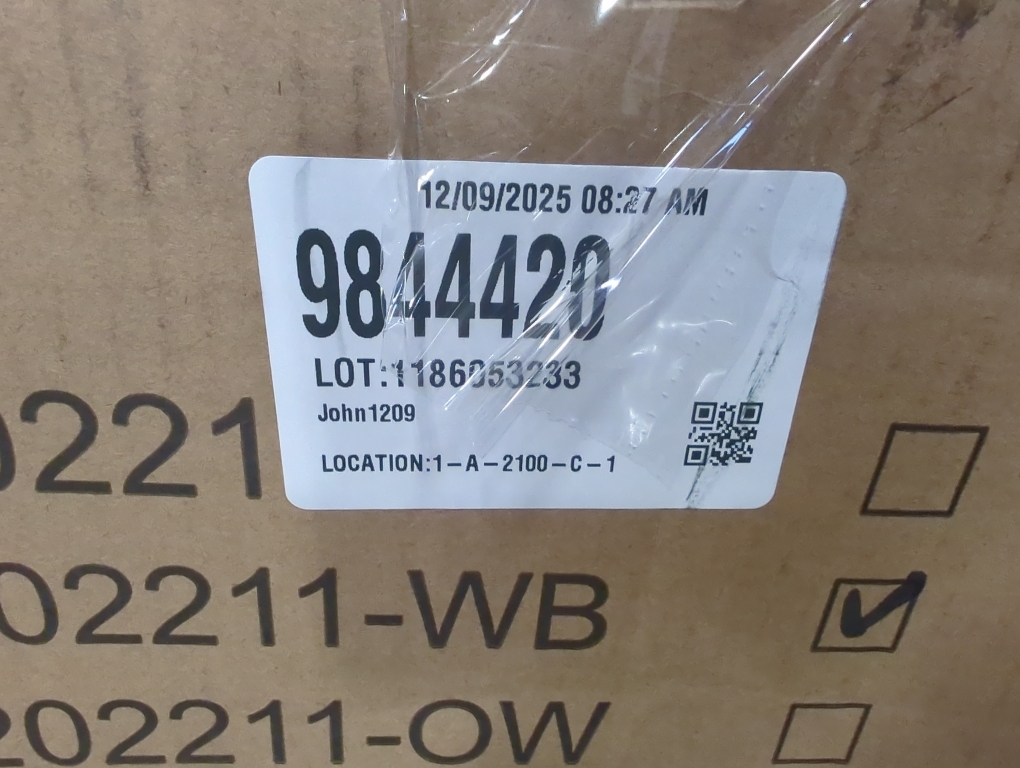 12/09/2025 08:27 AM
9844420
LOT:1186053233
John1209
LOCATION:1-A-2100-C-1
0221
02211-WB
202211-OW